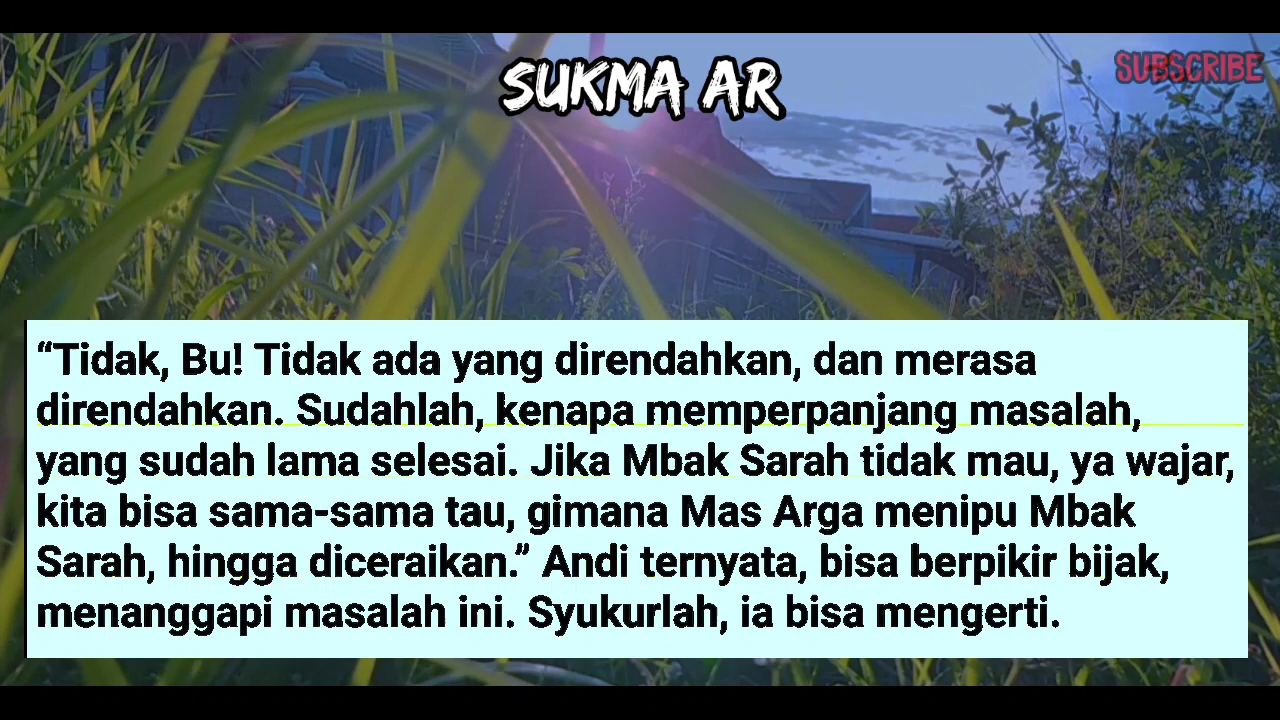 SUKMA AR
SUBSCRIBE
“Tidak, Bu! Tidak ada yang direndahkan, dan merasa
direndahkan. Sudahlah, kenapa memperpanjang masalah,
yang sudah lama selesai. Jika Mbak Sarah tidak mau, ya wajar,
kita bisa sama-sama tau, gimana Mas Arga menipu Mbak
Sarah, hingga diceraikan.” Andi ternyata, bisa berpikir bijak,
menanggapi masalah ini. Syukurlah, ia bisa mengerti.